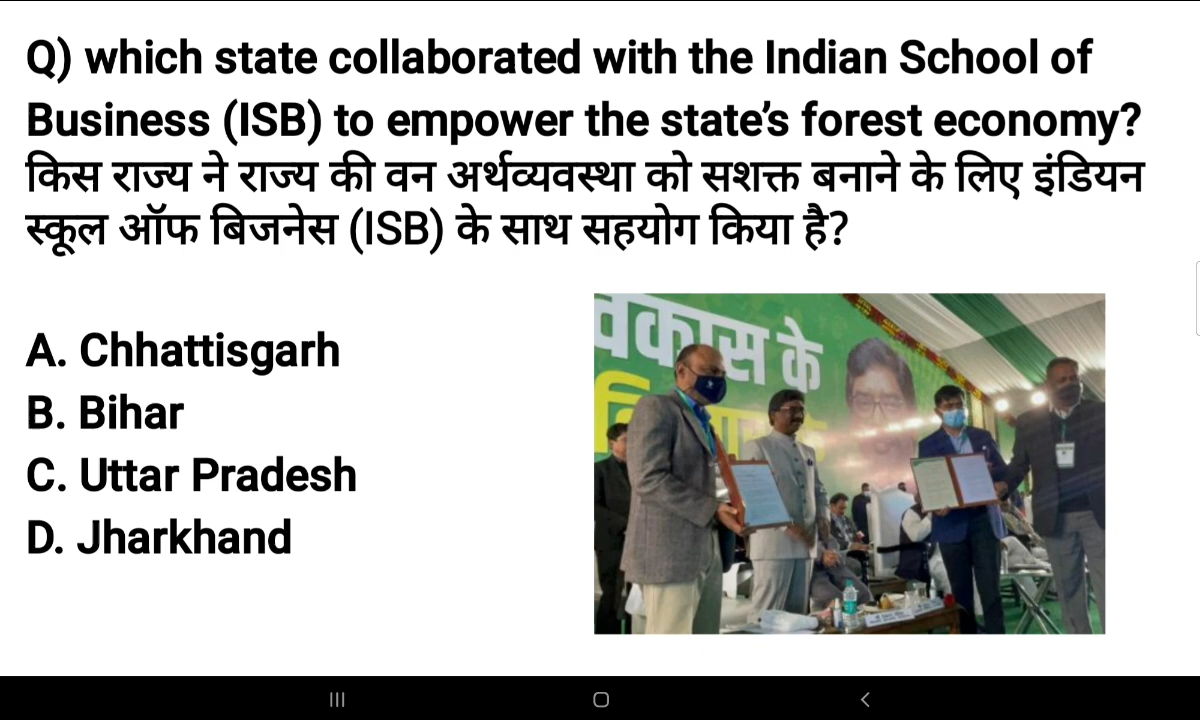 Q) which state collaborated with the Indian School of
Business (ISB) to empower the state's forest economy?
किस राज्य ने राज्य की वन अर्थव्यवस्था को सशक्त बनाने के लिए इंडियन
स्कूल ऑफ बिजनेस (ISB) के साथ सहयोग किया है?
A. Chhattisgarh
B. Bihar
C. Uttar Pradesh
D. Jharkhand
वकास के